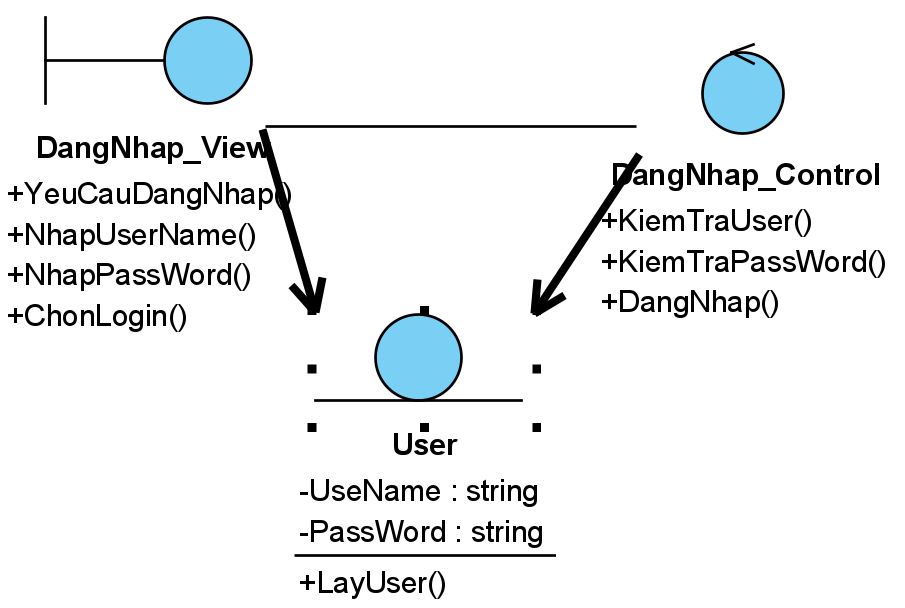 DangNhap_View
+YeuCauDangNhap()
+NhapUserName()
+NhapPassWord()
+ChonLogin()
DangNhap_Control
+KiemTraUser()
+KiemTraPassWord()
+DangNhap()
User
-UseName : string
-PassWord : string
+LayUser()